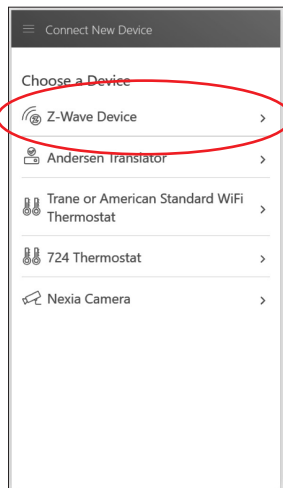 Connect New Device
Choose a Device
Z-Wave Device
Andersen Translator
Trane or American Standard WiFi
Thermostat
724 Thermostat
Nexia Camera